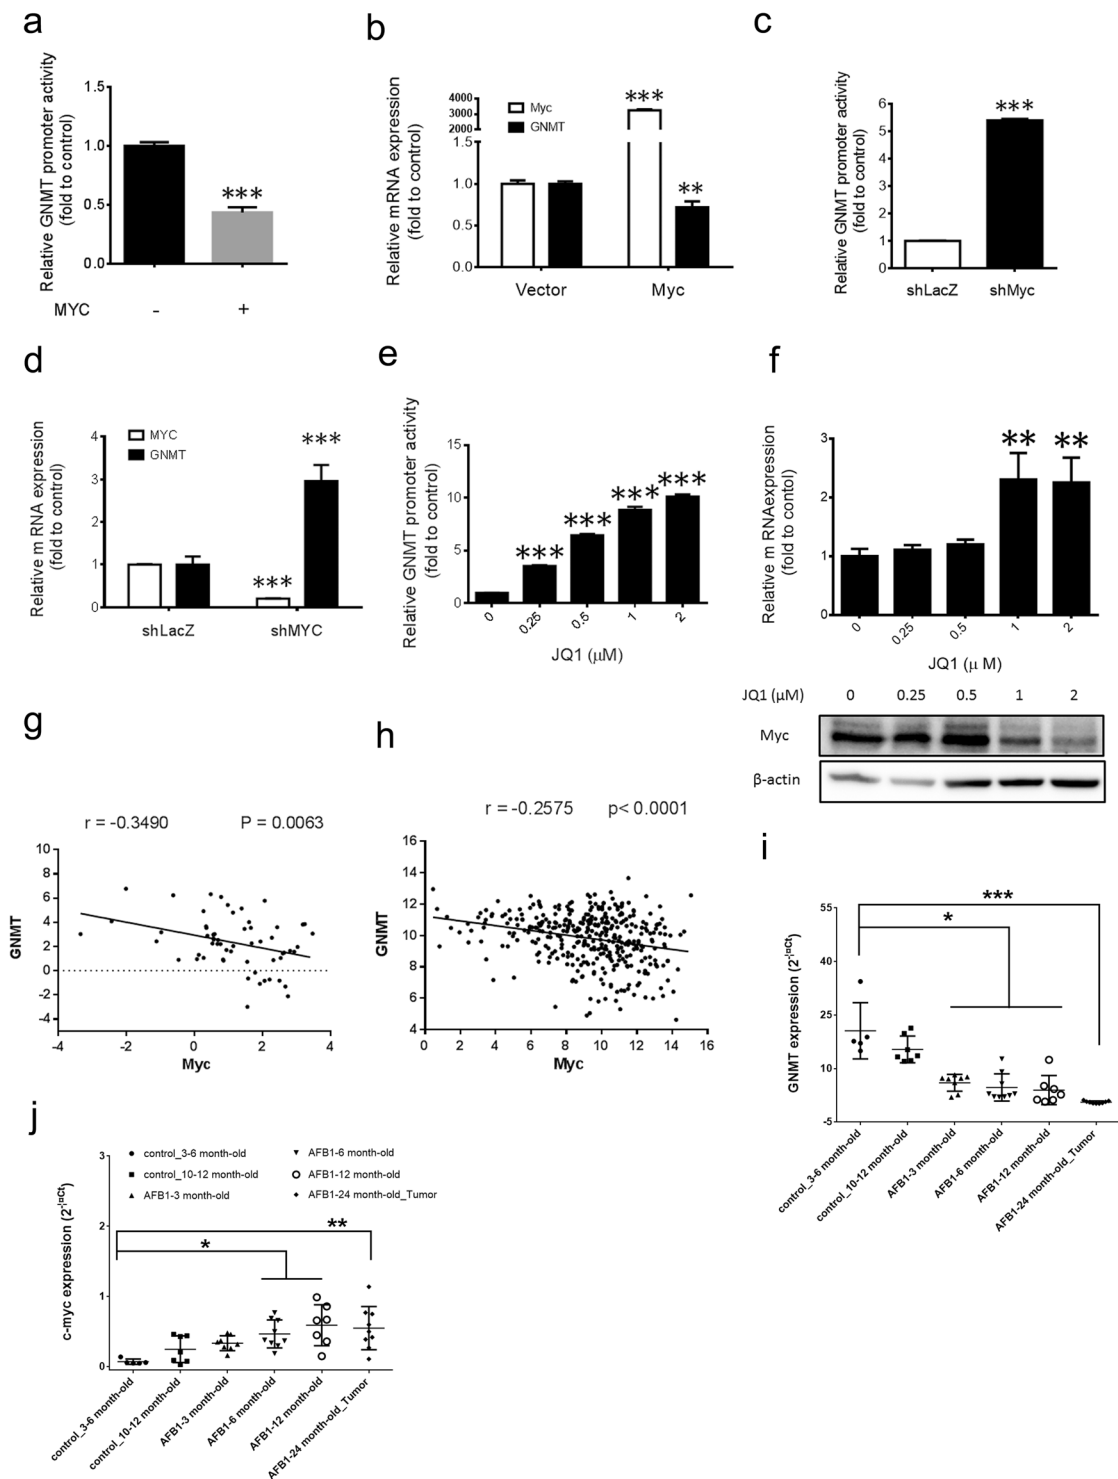 a
Relative GNMT promoter activity
(fold to control)
1.5
1.0
0.5
0.0
***
MYC
-
+
b
Relative mRNA expression
(fold to control)
4000
3000
2000
1.5
1.0
0.5
0.0
Myc
GNMT
***
**
Vector
Myc
c
Relative GNMT promoter activity
(fold to control)
6
5
4
3
2
1
0
***
shLacZ
shMyc
d
Relative m RNA expression
(fold to control)
4
3
2
1
0
MYC
GNMT
***
***
shLacZ
shMYC
e
Relative GNMT promoter activity
(fold to control)
15
10
5
0
***
***
***
***
0
0.25
0.5
1
2
JQ1 (μM)
f
Relative m RNAexpression
(fold to contol)
3
2
1
0
**
**
0
0.25
0.5
1
2
JQ1 (μ M)
JQ1 (μM)
0
0.25
0.5
1
2
Myc
β-actin
g
r = -0.3490
P = 0.0063
GNMT
10
8
6
4
2
0
-2
-4
-4
-2
0
2
4
Myc
h
r = -0.2575
p< 0.0001
GNMT
16
14
12
10
8
6
4
0
2
4
6
8
10
12
14
16
Myc
i
GNMT expression (2-|¤Ct)
55
40
25
10
-5
***
*
control_3-6 month-old
control_10-12 month-old
AFB1-3 month-old
AFB1-6 month-old
AFB1-12 month-old
AFB1-24 month-old_Tumor
j
c-myc expression (2-|¤Ct)
3
2
1
0
control_3-6 month-old
control_10-12 month-old
AFB1-3 month-old
AFB1-6 month-old
AFB1-12 month-old
AFB1-24 month-old_Tumor
**
*
control_3-6 month-old
control_10-12 month-old
AFB1-3 month-old
AFB1-6 month-old
AFB1-12 month-old
AFB1-24 month-old_Tumor